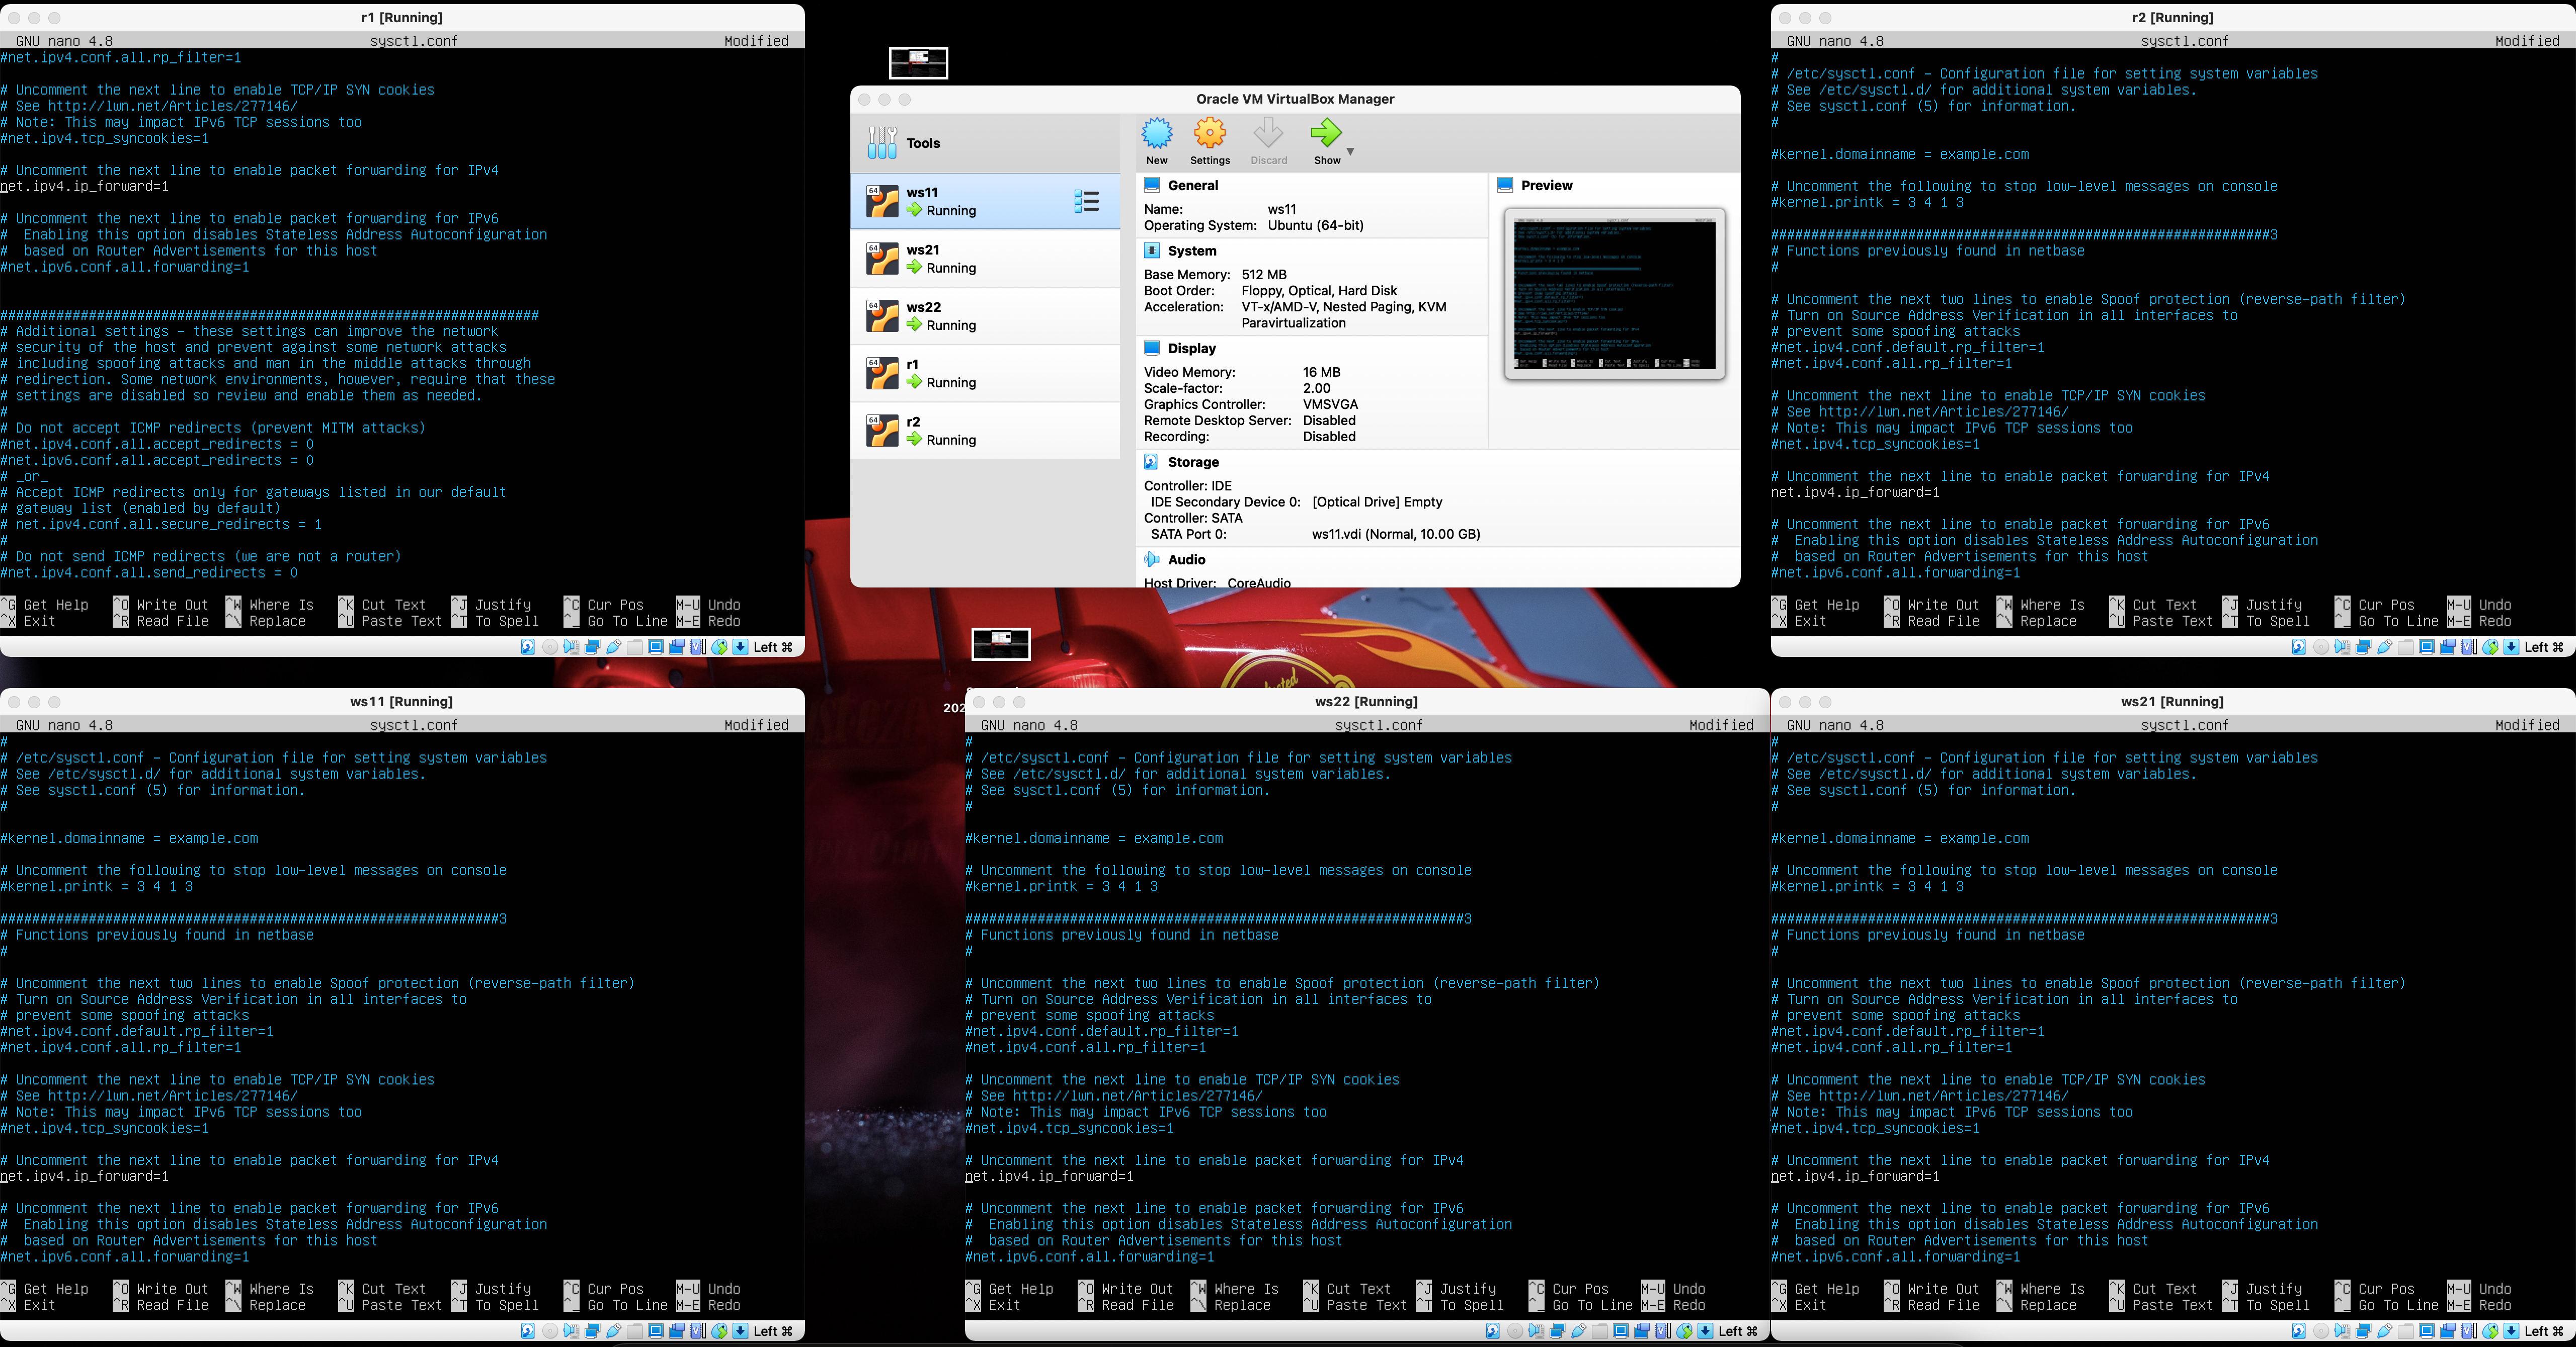 r1 [Running]
GNU nano 4.8 sysctl.conf Modified
#net.ipv4.conf.all.rp_filter=1
# Uncomment the next line to enable TCP/IP SYN cookies
# See http://lwn.net/Articles/277146/
# Note: This may impact IPv6 TCP sessions too
#net.ipv4.tcp_syncookies=1
# Uncomment the next line to enable packet forwarding for IPv4
net.ipv4.ip_forward=1
# Uncomment the next line to enable packet forwarding for IPv6
#  Enabling this option disables Stateless Address Autoconfiguration
#  based on Router Advertisements for this host
#net.ipv6.conf.all.forwarding=1
###################################################################
# Additional settings - these settings can improve the network
# security of the host and prevent against some network attacks
# including spoofing attacks and man in the middle attacks through
# redirection. Some network environments, however, require that these
# settings are disabled so review and enable them as needed.
#
# Do not accept ICMP redirects (prevent MITM attacks)
#net.ipv4.conf.all.accept_redirects = 0
#net.ipv6.conf.all.accept_redirects = 0
# _or_
# Accept ICMP redirects only for gateways listed in our default
# gateway list (enabled by default)
# net.ipv4.conf.all.secure_redirects = 1
#
# Do not send ICMP redirects (we are not a router)
#net.ipv4.conf.all.send_redirects = 0
^G Get Help ^O Write Out ^W Where Is ^K Cut Text ^J Justify ^C Cur Pos M-U Undo
^X Exit ^R Read File ^\ Replace ^U Paste Text ^T To Spell ^_ Go To Line M-E Redo
Left ⌘
Oracle VM VirtualBox Manager
Tools
New Settings Discard Show
ws11
Running
ws21
Running
ws22
Running
r1
Running
r2
Running
General
Name: ws11
Operating System: Ubuntu (64-bit)
System
Base Memory: 512 MB
Boot Order: Floppy, Optical, Hard Disk
Acceleration: VT-x/AMD-V, Nested Paging, KVM
Paravirtualization
Display
Video Memory: 16 MB
Scale-factor: 2.00
Graphics Controller: VMSVGA
Remote Desktop Server: Disabled
Recording: Disabled
Storage
Controller: IDE
IDE Secondary Device 0: [Optical Drive] Empty
Controller: SATA
SATA Port 0: ws11.vdi (Normal, 10.00 GB)
Audio
Host Driver: CoreAudio
Preview
r2 [Running]
GNU nano 4.8 sysctl.conf Modified
#
# /etc/sysctl.conf - Configuration file for setting system variables
# See /etc/sysctl.d/ for additional system variables.
# See sysctl.conf (5) for information.
#
#kernel.domainname = example.com
# Uncomment the following to stop low-level messages on console
#kernel.printk = 3 4 1 3
##############################################################3
# Functions previously found in netbase
#
# Uncomment the next two lines to enable Spoof protection (reverse-path filter)
# Turn on Source Address Verification in all interfaces to
# prevent some spoofing attacks
#net.ipv4.conf.default.rp_filter=1
#net.ipv4.conf.all.rp_filter=1
# Uncomment the next line to enable TCP/IP SYN cookies
# See http://lwn.net/Articles/277146/
# Note: This may impact IPv6 TCP sessions too
#net.ipv4.tcp_syncookies=1
# Uncomment the next line to enable packet forwarding for IPv4
net.ipv4.ip_forward=1
# Uncomment the next line to enable packet forwarding for IPv6
#  Enabling this option disables Stateless Address Autoconfiguration
#  based on Router Advertisements for this host
#net.ipv6.conf.all.forwarding=1
^G Get Help ^O Write Out ^W Where Is ^K Cut Text ^J Justify ^C Cur Pos M-U Undo
^X Exit ^R Read File ^\ Replace ^U Paste Text ^T To Spell ^_ Go To Line M-E Redo
Left ⌘
202
ws11 [Running]
GNU nano 4.8 sysctl.conf Modified
#
# /etc/sysctl.conf - Configuration file for setting system variables
# See /etc/sysctl.d/ for additional system variables.
# See sysctl.conf (5) for information.
#
#kernel.domainname = example.com
# Uncomment the following to stop low-level messages on console
#kernel.printk = 3 4 1 3
##############################################################3
# Functions previously found in netbase
#
# Uncomment the next two lines to enable Spoof protection (reverse-path filter)
# Turn on Source Address Verification in all interfaces to
# prevent some spoofing attacks
#net.ipv4.conf.default.rp_filter=1
#net.ipv4.conf.all.rp_filter=1
# Uncomment the next line to enable TCP/IP SYN cookies
# See http://lwn.net/Articles/277146/
# Note: This may impact IPv6 TCP sessions too
#net.ipv4.tcp_syncookies=1
# Uncomment the next line to enable packet forwarding for IPv4
net.ipv4.ip_forward=1
# Uncomment the next line to enable packet forwarding for IPv6
#  Enabling this option disables Stateless Address Autoconfiguration
#  based on Router Advertisements for this host
#net.ipv6.conf.all.forwarding=1
^G Get Help ^O Write Out ^W Where Is ^K Cut Text ^J Justify ^C Cur Pos M-U Undo
^X Exit ^R Read File ^\ Replace ^U Paste Text ^T To Spell ^_ Go To Line M-E Redo
Left ⌘
ws22 [Running]
GNU nano 4.8 sysctl.conf Modified
#
# /etc/sysctl.conf - Configuration file for setting system variables
# See /etc/sysctl.d/ for additional system variables.
# See sysctl.conf (5) for information.
#
#kernel.domainname = example.com
# Uncomment the following to stop low-level messages on console
#kernel.printk = 3 4 1 3
##############################################################3
# Functions previously found in netbase
#
# Uncomment the next two lines to enable Spoof protection (reverse-path filter)
# Turn on Source Address Verification in all interfaces to
# prevent some spoofing attacks
#net.ipv4.conf.default.rp_filter=1
#net.ipv4.conf.all.rp_filter=1
# Uncomment the next line to enable TCP/IP SYN cookies
# See http://lwn.net/Articles/277146/
# Note: This may impact IPv6 TCP sessions too
#net.ipv4.tcp_syncookies=1
# Uncomment the next line to enable packet forwarding for IPv4
net.ipv4.ip_forward=1
# Uncomment the next line to enable packet forwarding for IPv6
#  Enabling this option disables Stateless Address Autoconfiguration
#  based on Router Advertisements for this host
#net.ipv6.conf.all.forwarding=1
^G Get Help ^O Write Out ^W Where Is ^K Cut Text ^J Justify ^C Cur Pos M-U Undo
^X Exit ^R Read File ^\ Replace ^U Paste Text ^T To Spell ^_ Go To Line M-E Redo
Left ⌘
ws21 [Running]
GNU nano 4.8 sysctl.conf Modified
#
# /etc/sysctl.conf - Configuration file for setting system variables
# See /etc/sysctl.d/ for additional system variables.
# See sysctl.conf (5) for information.
#
#kernel.domainname = example.com
# Uncomment the following to stop low-level messages on console
#kernel.printk = 3 4 1 3
##############################################################3
# Functions previously found in netbase
#
# Uncomment the next two lines to enable Spoof protection (reverse-path filter)
# Turn on Source Address Verification in all interfaces to
# prevent some spoofing attacks
#net.ipv4.conf.default.rp_filter=1
#net.ipv4.conf.all.rp_filter=1
# Uncomment the next line to enable TCP/IP SYN cookies
# See http://lwn.net/Articles/277146/
# Note: This may impact IPv6 TCP sessions too
#net.ipv4.tcp_syncookies=1
# Uncomment the next line to enable packet forwarding for IPv4
net.ipv4.ip_forward=1
# Uncomment the next line to enable packet forwarding for IPv6
#  Enabling this option disables Stateless Address Autoconfiguration
#  based on Router Advertisements for this host
#net.ipv6.conf.all.forwarding=1
^G Get Help ^O Write Out ^W Where Is ^K Cut Text ^J Justify ^C Cur Pos M-U Undo
^X Exit ^R Read File ^\ Replace ^U Paste Text ^T To Spell ^_ Go To Line M-E Redo
Left ⌘